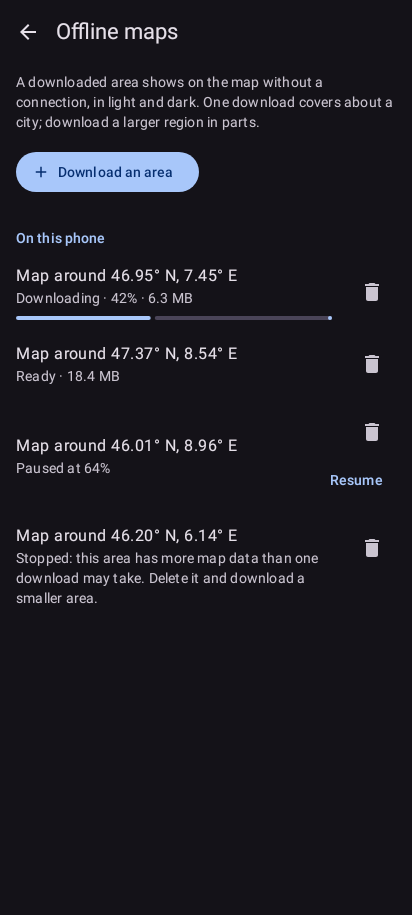 Offline maps
A downloaded area shows on the map without a
connection, in light and dark. One download covers about a
city; download a larger region in parts.
Download an area
On this phone
Map around 46.95° N, 7.45° E
Downloading · 42% · 6.3 MB
Map around 47.37° N, 8.54° E
Ready · 18.4 MB
Map around 46.01° N, 8.96° E
Paused at 64%
Resume
Map around 46.20° N, 6.14° E
Stopped: this area has more map data than one
download may take. Delete it and download a
smaller area.